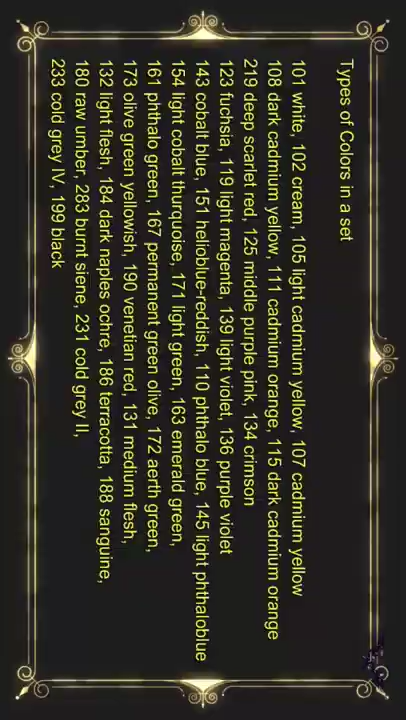 Types of Colors in a set
101 white, 102 cream, 105 light cadmium yellow, 107 cadmium yellow
108 dark cadmium yellow, 111 cadmium orange, 115 dark cadmium orange
219 deep scarlet red, 125 middle purple pink, 134 crimson
123 fuchsia, 119 light magenta, 139 light violet, 136 purple violet
143 cobalt blue, 151 helioblue-reddish, 110 phthalo blue, 145 light phthaloblue
154 light cobalt thurquoise, 171 light green, 163 emerald green,
161 phthalo green, 167 permanent green olive, 172 aerth green,
173 olive green yellowish, 190 venetian red, 131 medium flesh,
132 light flesh, 184 dark naples ochre, 186 terracotta, 188 sanguine,
180 raw umber, 283 burnt siene, 231 cold grey II,
233 cold grey IV, 199 black